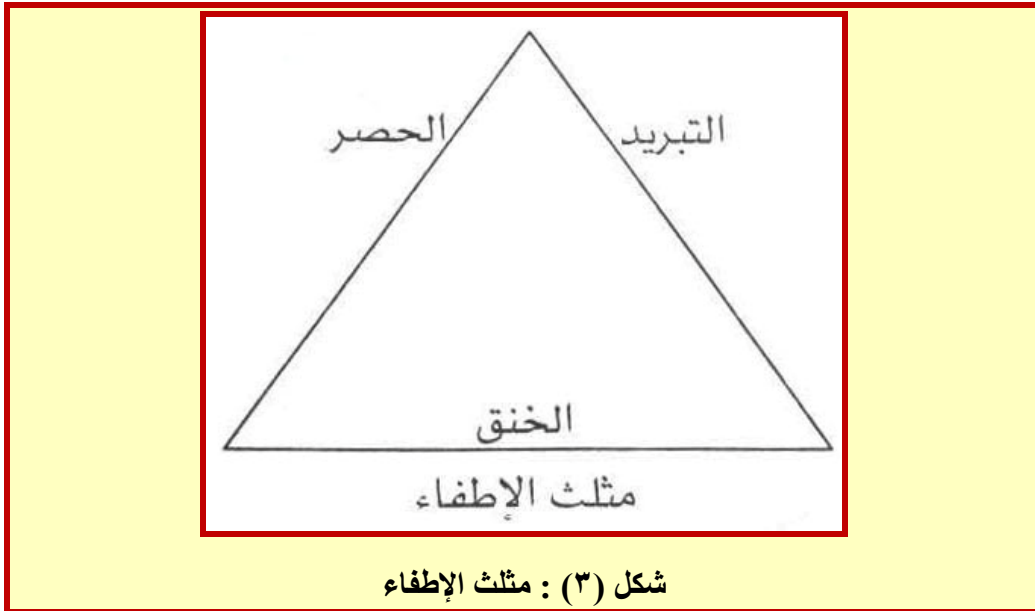 التبريد
الحصر
الخنق
مثلث الإطفاء
شكل (٣) : مثلث الإطفاء